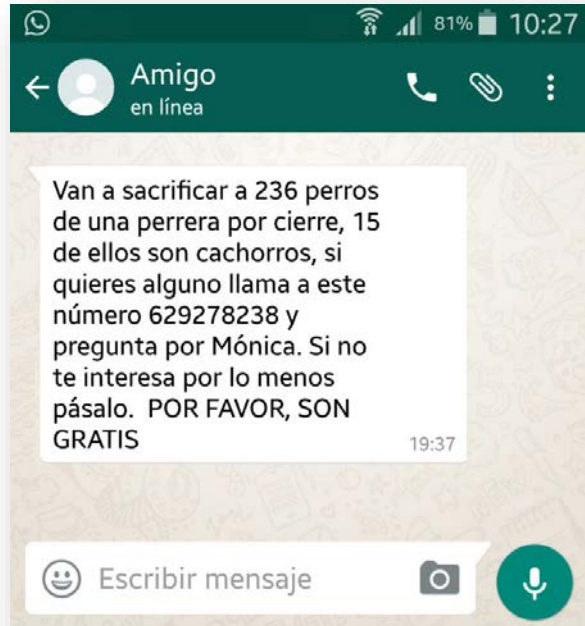 81% 10:27
Amigo
en línea
Van a sacrificar a 236 perros
de una perrera por cierre, 15
de ellos son cachorros, si
quieres alguno llama a este
número 629278238 y
pregunta por Mónica. Si no
te interesa por lo menos
pásalo.  POR FAVOR, SON
GRATIS
19:37
Escribir mensaje